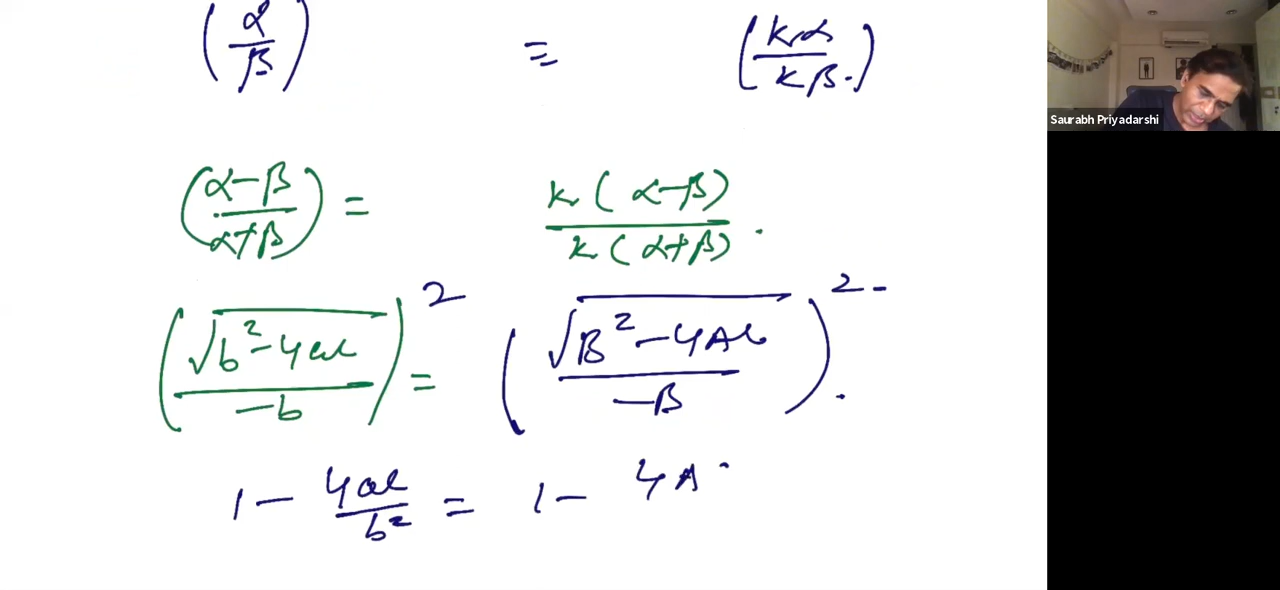 (α/β) = (kα/kβ)
Saurabh Priyadarshi
((α-β)/(α+β)) = k(α-β)/k(α+β).
(√(b²-4ac)/-b)² = (√(B²-4AC)/-B)².
1 - 4ac/b² = 1 - 4A